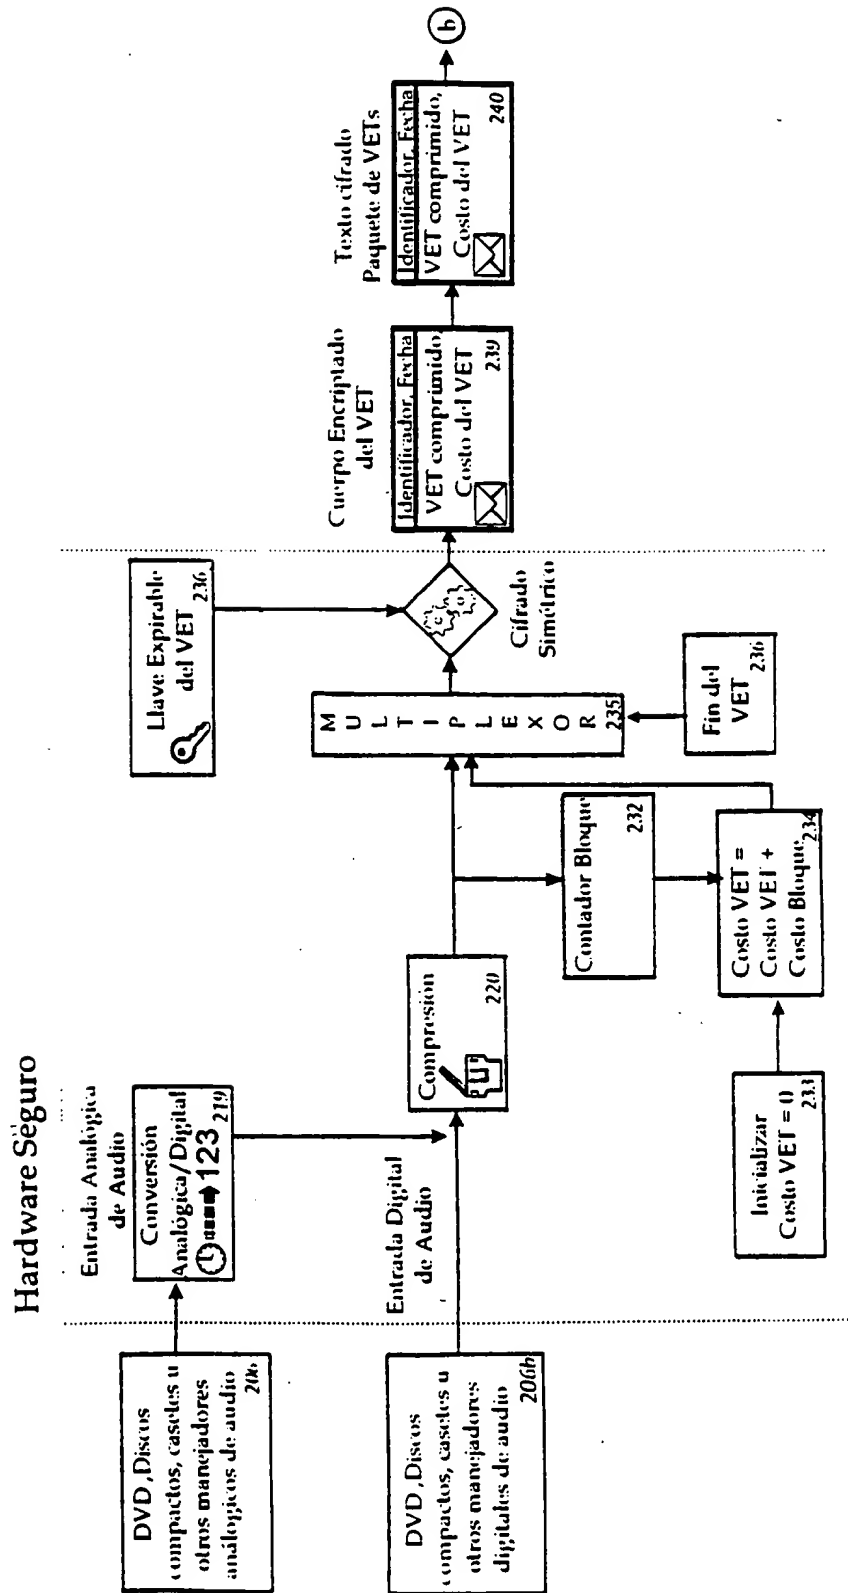 Hardware Seguro
Entrada Analógica
de Audio
DVD ,Discos
compactos, casetes u
otros manejadores
análogicos de audio
206
Conversión
Analógica/Digital
123
219
DVD ,Discos
compactos, casetes u
otros manejadores
digitales de audio
206b
Entrada Digital
de Audio
Compresión
220
Inicializar
Costo VET = 0
233
Contador Bloque
232
Costo VET =
Costo VET +
Costo Bloque
234
MULTIPLEXOR
235
Fin del
VET
236
Llave Expirable
del VET
236
Cifrado
Simétrico
Cuerpo Encriptado
del VET
Identificador, Fecha
VET comprimido,
Costo del VET
239
Texto cifrado
Paquete de VETs
Identificador, Fecha
VET comprimido,
Costo del VET
240
b